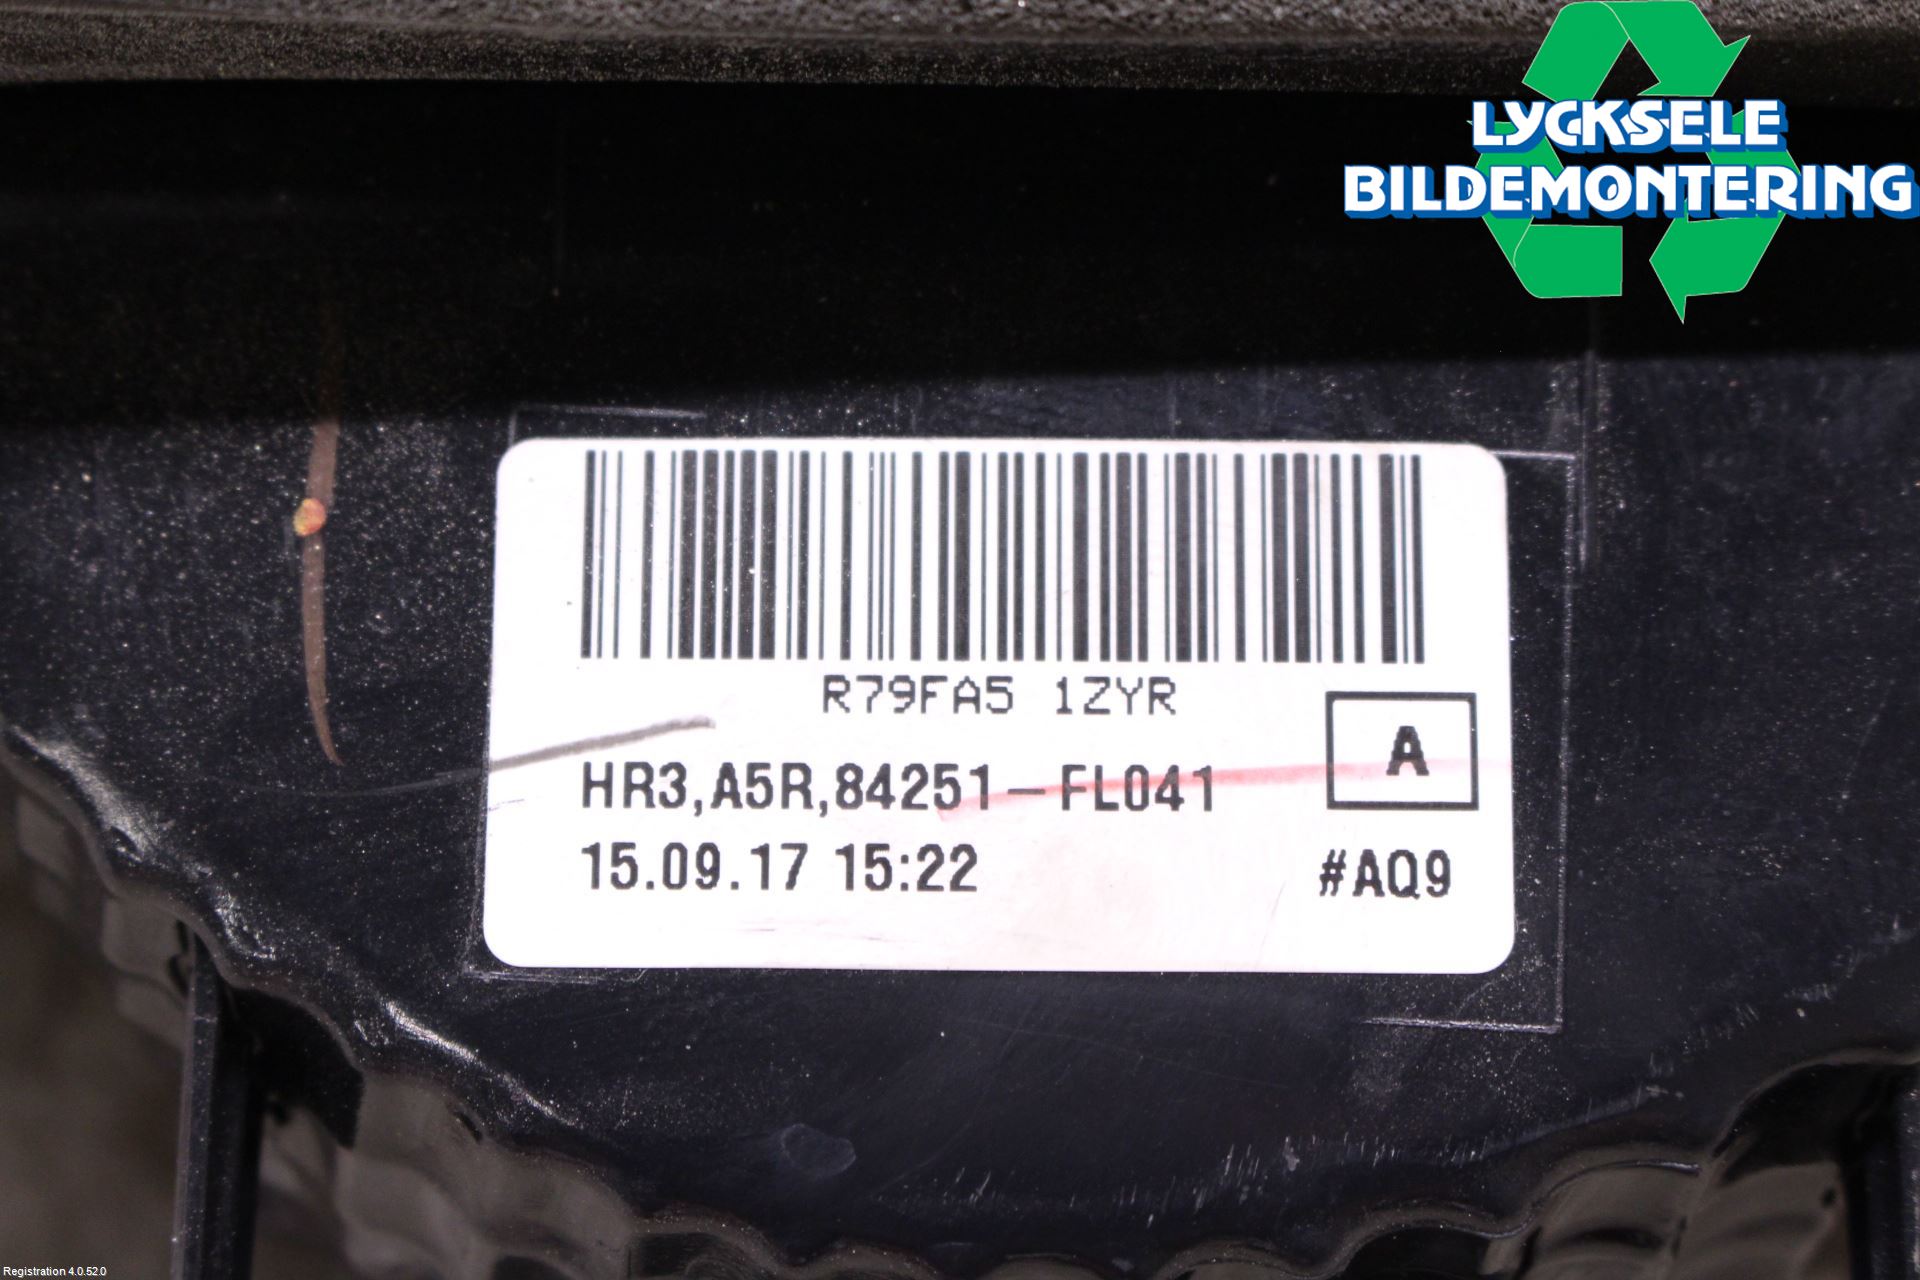 LYCKSELE
BILDEMONTERING
R79FA5 1ZYR
A
HR3,A5R,84251-FL041
15.09.17 15:22
#AQ9
Registration 4.0.52.0